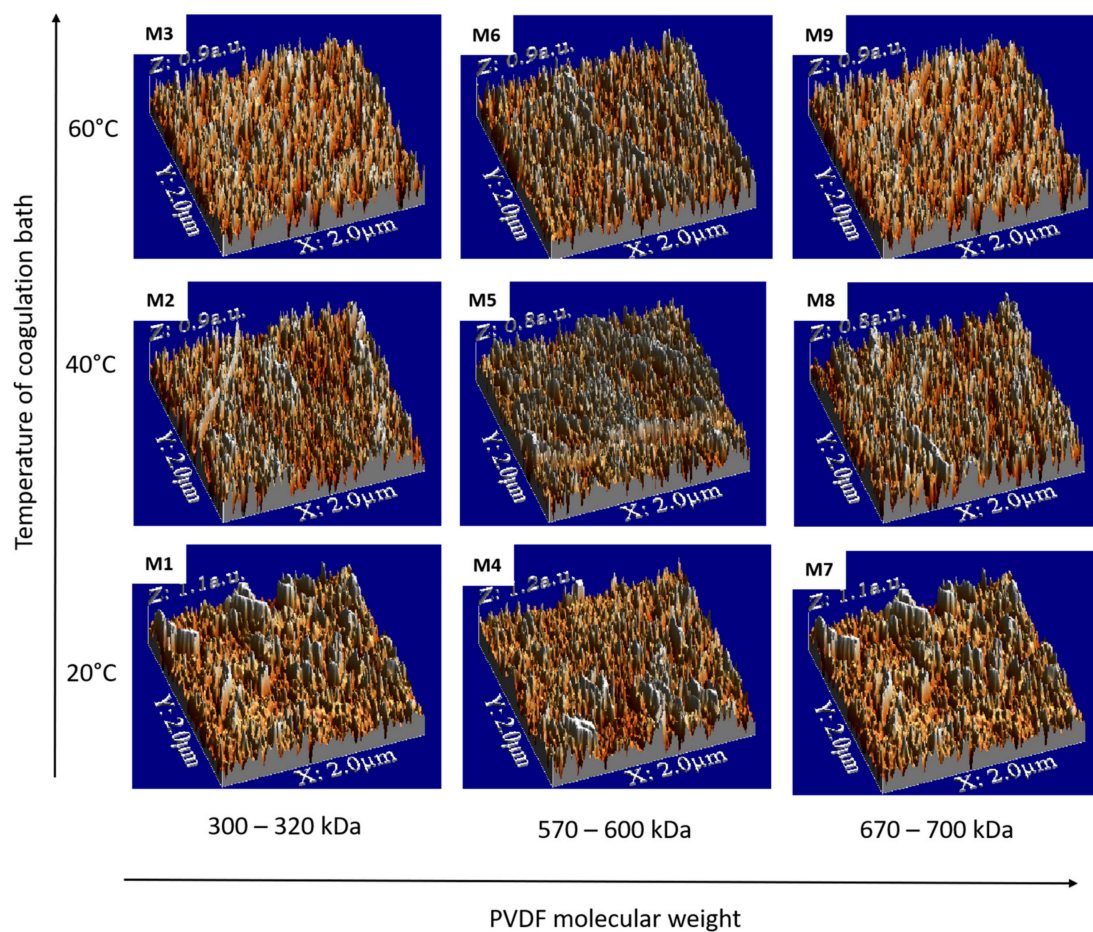 M3
Z: 0.9a.u.
Y: 2.0µm
X: 2.0µm
M6
Z: 0.9a.u.
Y: 2.0µm
X: 2.0µm
M9
Z: 0.9a.u.
Y: 2.0µm
X: 2.0µm
60°C
M2
Z: 0.9a.u.
Y: 2.0µm
X: 2.0µm
M5
Z: 0.8a.u.
Y: 2.0µm
X: 2.0µm
M8
Z: 0.8a.u.
Y: 2.0µm
X: 2.0µm
40°C
M1
Z: 1.1a.u.
Y: 2.0µm
X: 2.0µm
M4
Z: 1.2a.u.
Y: 2.0µm
X: 2.0µm
M7
Z: 1.1a.u.
Y: 2.0µm
X: 2.0µm
20°C
Temperature of coagulation bath
300 – 320 kDa
570 – 600 kDa
670 – 700 kDa
PVDF molecular weight